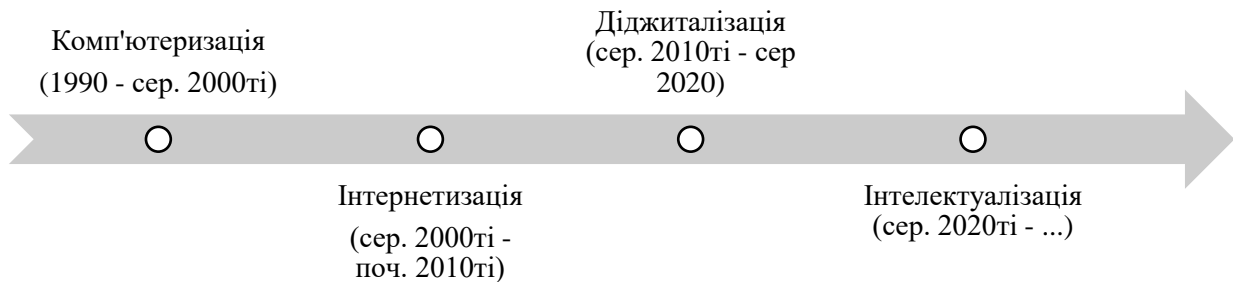 Комп'ютеризація
(1990 - сер. 2000ті)
Інтернетизація
(сер. 2000ті -
поч. 2010ті)
Діджиталізація
(сер. 2010ті - сер
2020)
Інтелектуалізація
(сер. 2020ті - ...)